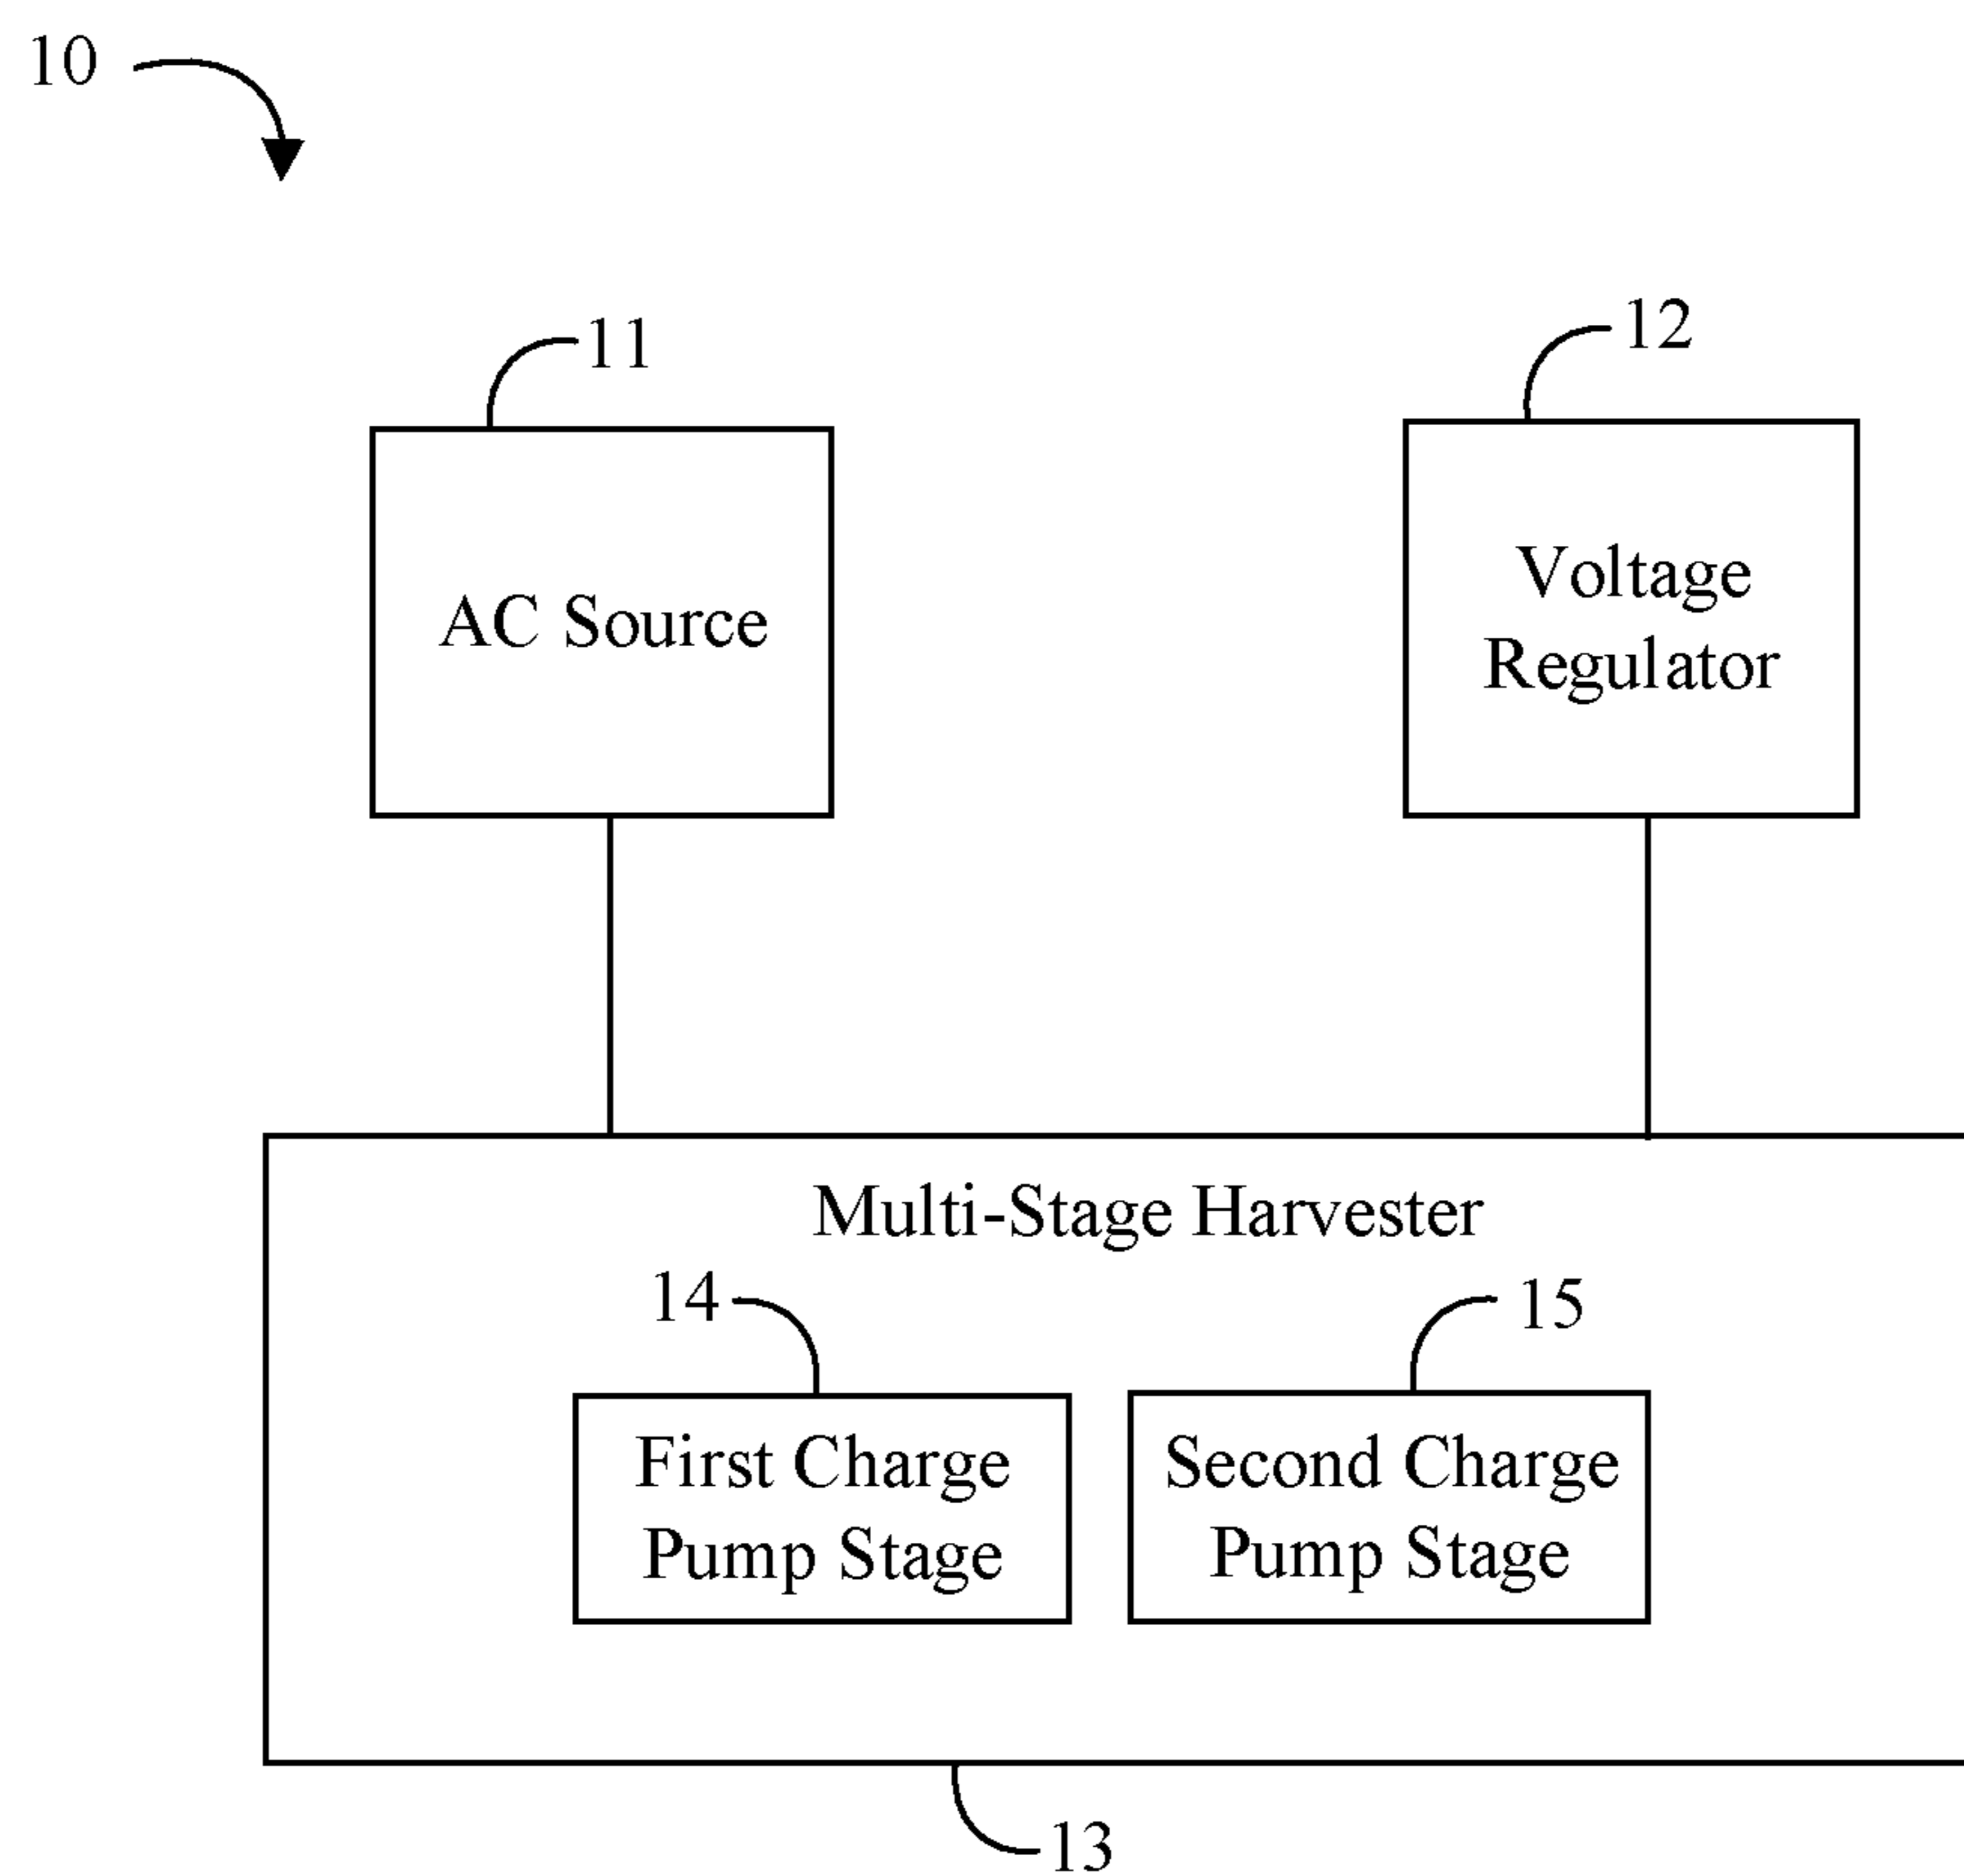 10
11
12
AC Source
Voltage
Regulator
Multi-Stage Harvester
14
15
First Charge
Pump Stage
Second Charge
Pump Stage
13